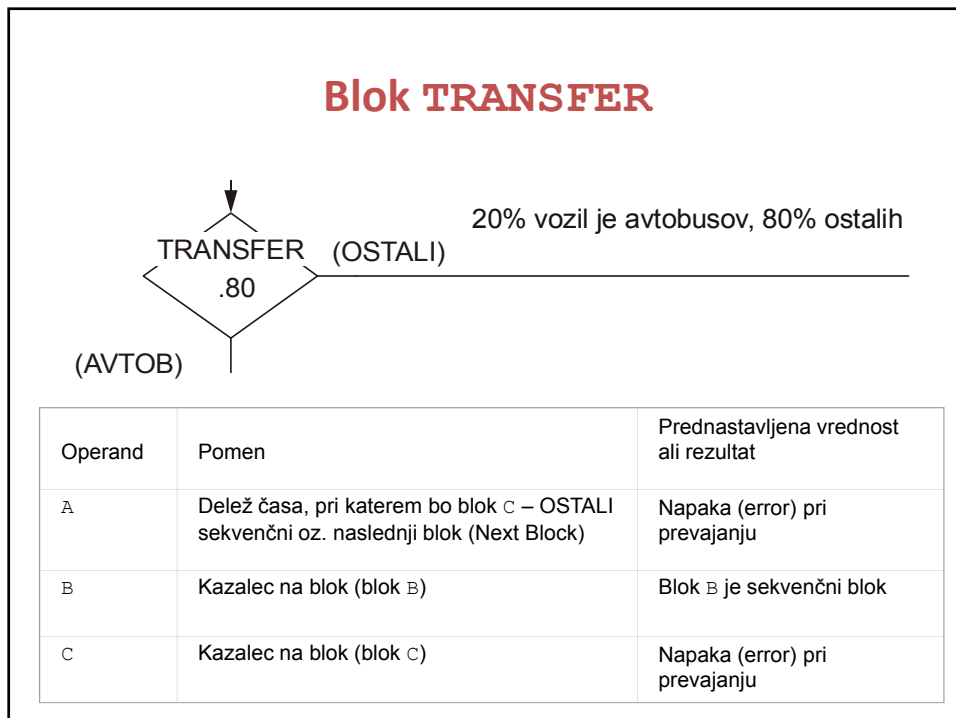 Blok TRANSFER
20% vozil je avtobusov, 80% ostalih
TRANSFER (OSTALI)
.80
(AVTOB)
Operand Pomen Prednastavljena vrednost
ali rezultat
A Delež časa, pri katerem bo blok C – OSTALI
sekvenčni oz. naslednji blok (Next Block)
Napaka (error) pri
prevajanju
B Kazalec na blok (blok B) Blok B je sekvenčni blok
C Kazalec na blok (blok C) Napaka (error) pri
prevajanju